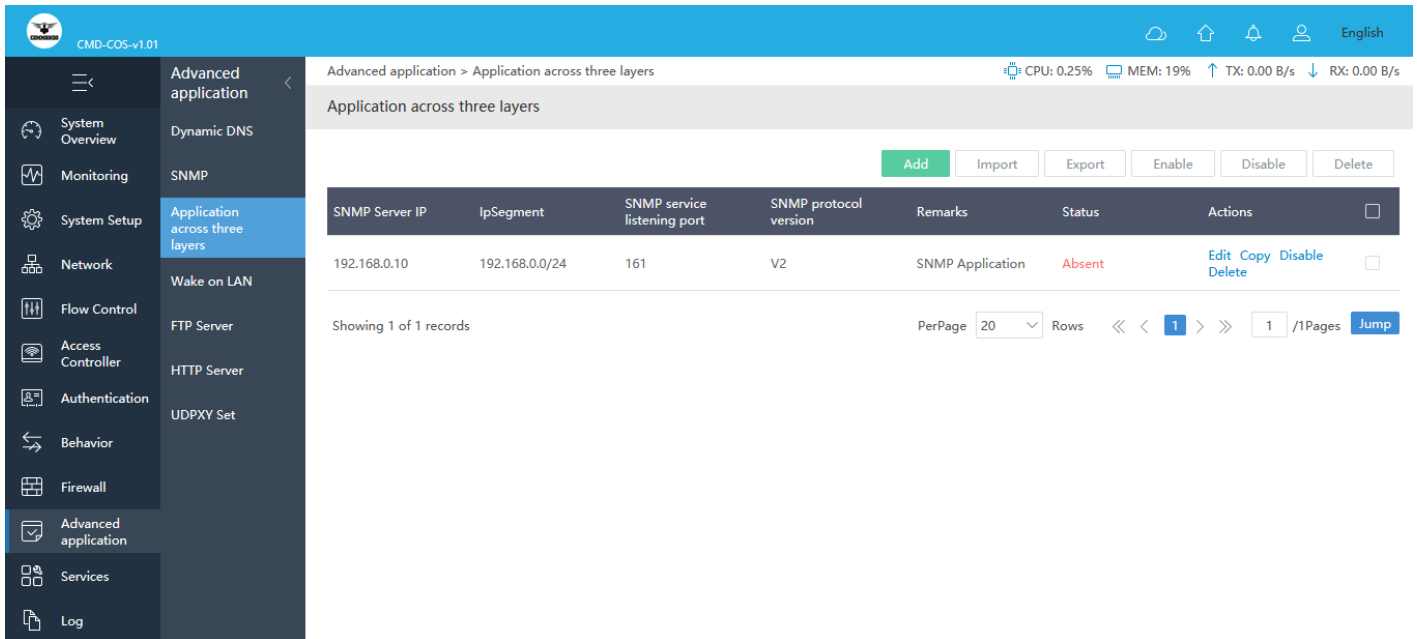 COMMANDO
CMD-COS-v1.01
English
Advanced application
Advanced application > Application across three layers
CPU: 0.25%
MEM: 19%
TX: 0.00 B/s
RX: 0.00 B/s
Application across three layers
System Overview
Monitoring
System Setup
Network
Flow Control
Access Controller
Authentication
Behavior
Firewall
Advanced application
Services
Log
Dynamic DNS
SNMP
Application across three layers
Wake on LAN
FTP Server
HTTP Server
UDPXY Set
Add Import Export Enable Disable Delete
SNMP Server IP IpSegment SNMP service listening port SNMP protocol version Remarks Status Actions
192.168.0.10 192.168.0.0/24 161 V2 SNMP Application Absent Edit Copy Disable Delete
Showing 1 of 1 records
PerPage 20 Rows 1 1 /1Pages Jump